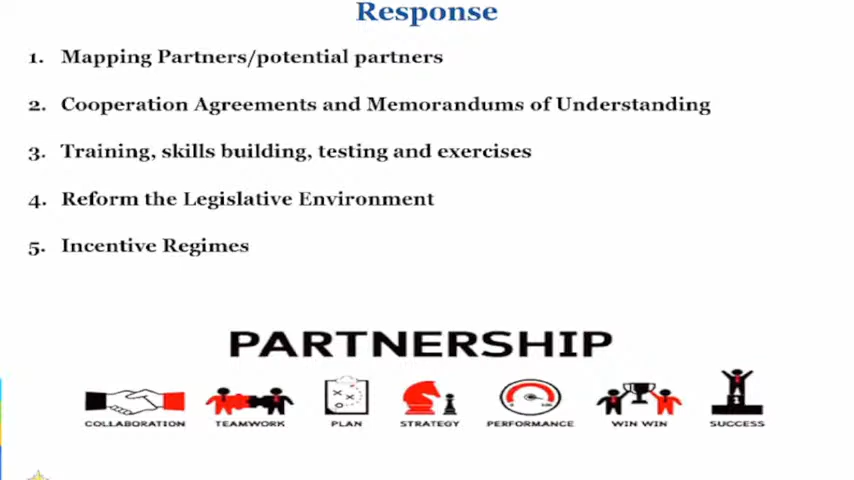 Response
1. Mapping Partners/potential partners
2. Cooperation Agreements and Memorandums of Understanding
3. Training, skills building, testing and exercises
4. Reform the Legislative Environment
5. Incentive Regimes
PARTNERSHIP
COLLABORATION TEAMWORK PLAN STRATEGY PERFORMANCE WIN WIN SUCCESS